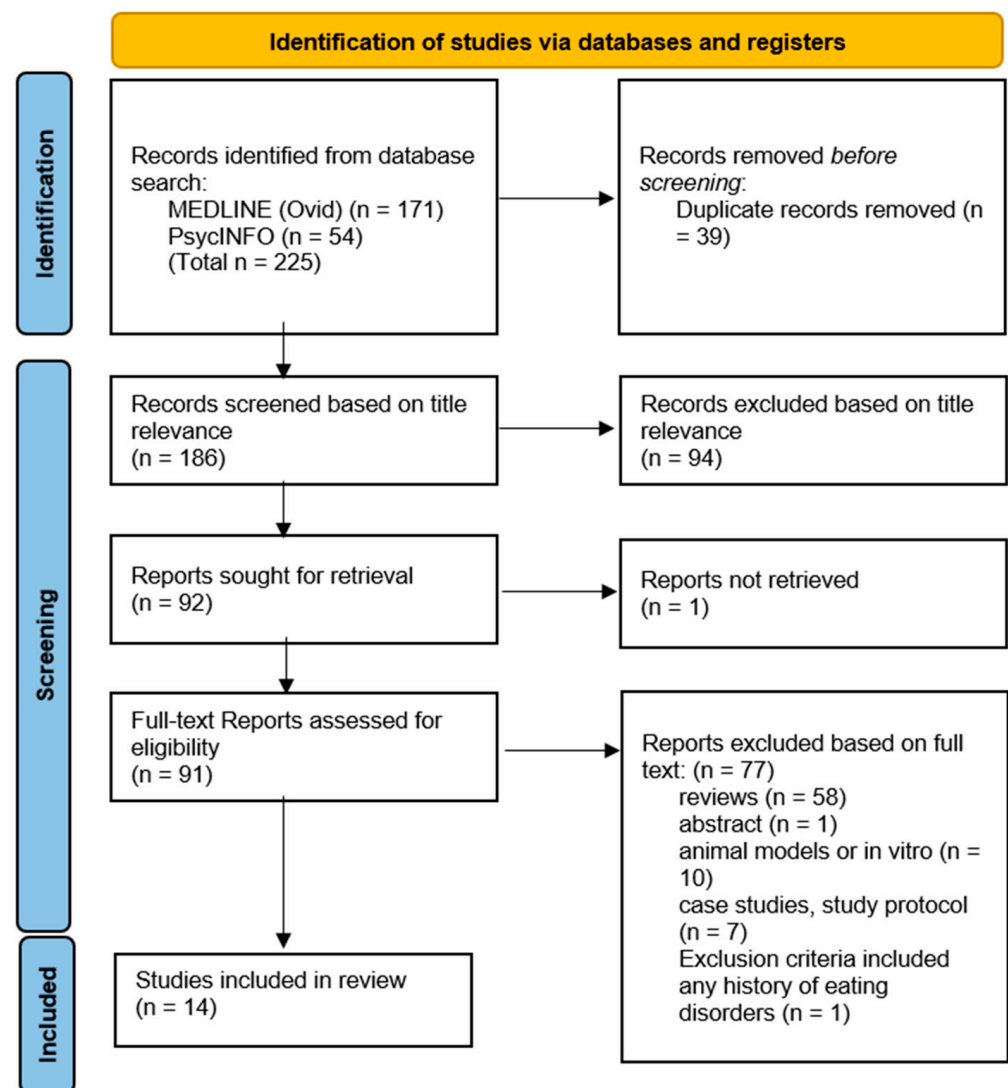 Identification of studies via databases and registers
Identification
Records identified from database
search:
MEDLINE (Ovid) (n = 171)
PsycINFO (n = 54)
(Total n = 225)
Records removed before
screening:
Duplicate records removed (n
= 39)
Screening
Records screened based on title
relevance
(n = 186)
Records excluded based on title
relevance
(n = 94)
Reports sought for retrieval
(n = 92)
Reports not retrieved
(n = 1)
Full-text Reports assessed for
eligibility
(n = 91)
Reports excluded based on full
text: (n = 77)
reviews (n = 58)
abstract (n = 1)
animal models or in vitro (n =
10)
case studies, study protocol
(n = 7)
Exclusion criteria included
any history of eating
disorders (n = 1)
Included
Studies included in review
(n = 14)